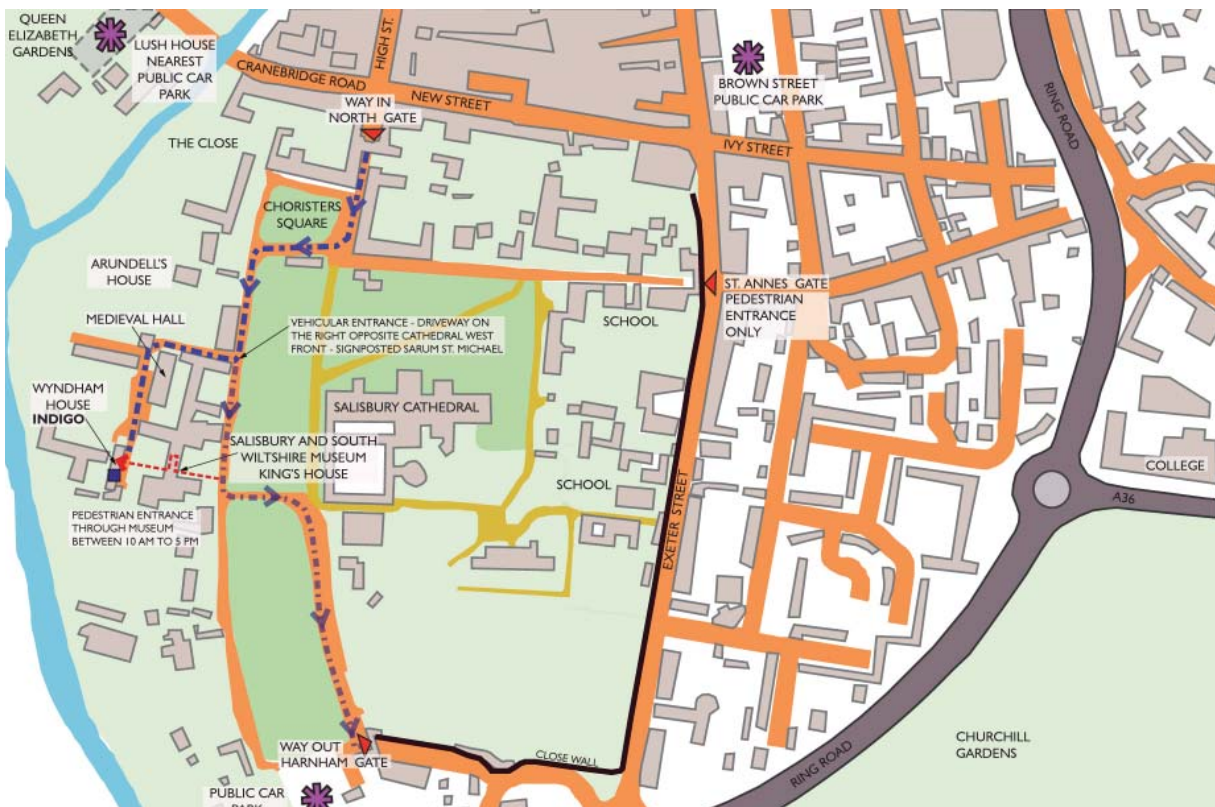 QUEEN
ELIZABETH
GARDENS
LUSH HOUSE
NEAREST
PUBLIC CAR
PARK
HIGH ST.
CRANEBRIDGE ROAD
NEW STREET
WAY IN
NORTH GATE
BROWN STREET
PUBLIC CAR PARK
IVY STREET
RING ROAD
THE CLOSE
CHORISTERS
SQUARE
ARUNDELL'S
HOUSE
MEDIEVAL HALL
ST. ANNES GATE
PEDESTRIAN
ENTRANCE
ONLY
SCHOOL
VEHICULAR ENTRANCE - DRIVEWAY ON
THE RIGHT OPPOSITE CATHEDRAL WEST
FRONT - SIGNPOSTED SARUM ST. MICHAEL
WYNDHAM
HOUSE
INDIGO
SALISBURY CATHEDRAL
SALISBURY AND SOUTH
WILTSHIRE MUSEUM
KING'S HOUSE
SCHOOL
COLLEGE
A36
PEDESTRIAN ENTRANCE
THROUGH MUSEUM
BETWEEN 10 AM TO 5 PM
EXETER STREET
WAY OUT
HARNHAM GATE
CLOSE WALL
RING ROAD
CHURCHILL
GARDENS
PUBLIC CAR
PARK